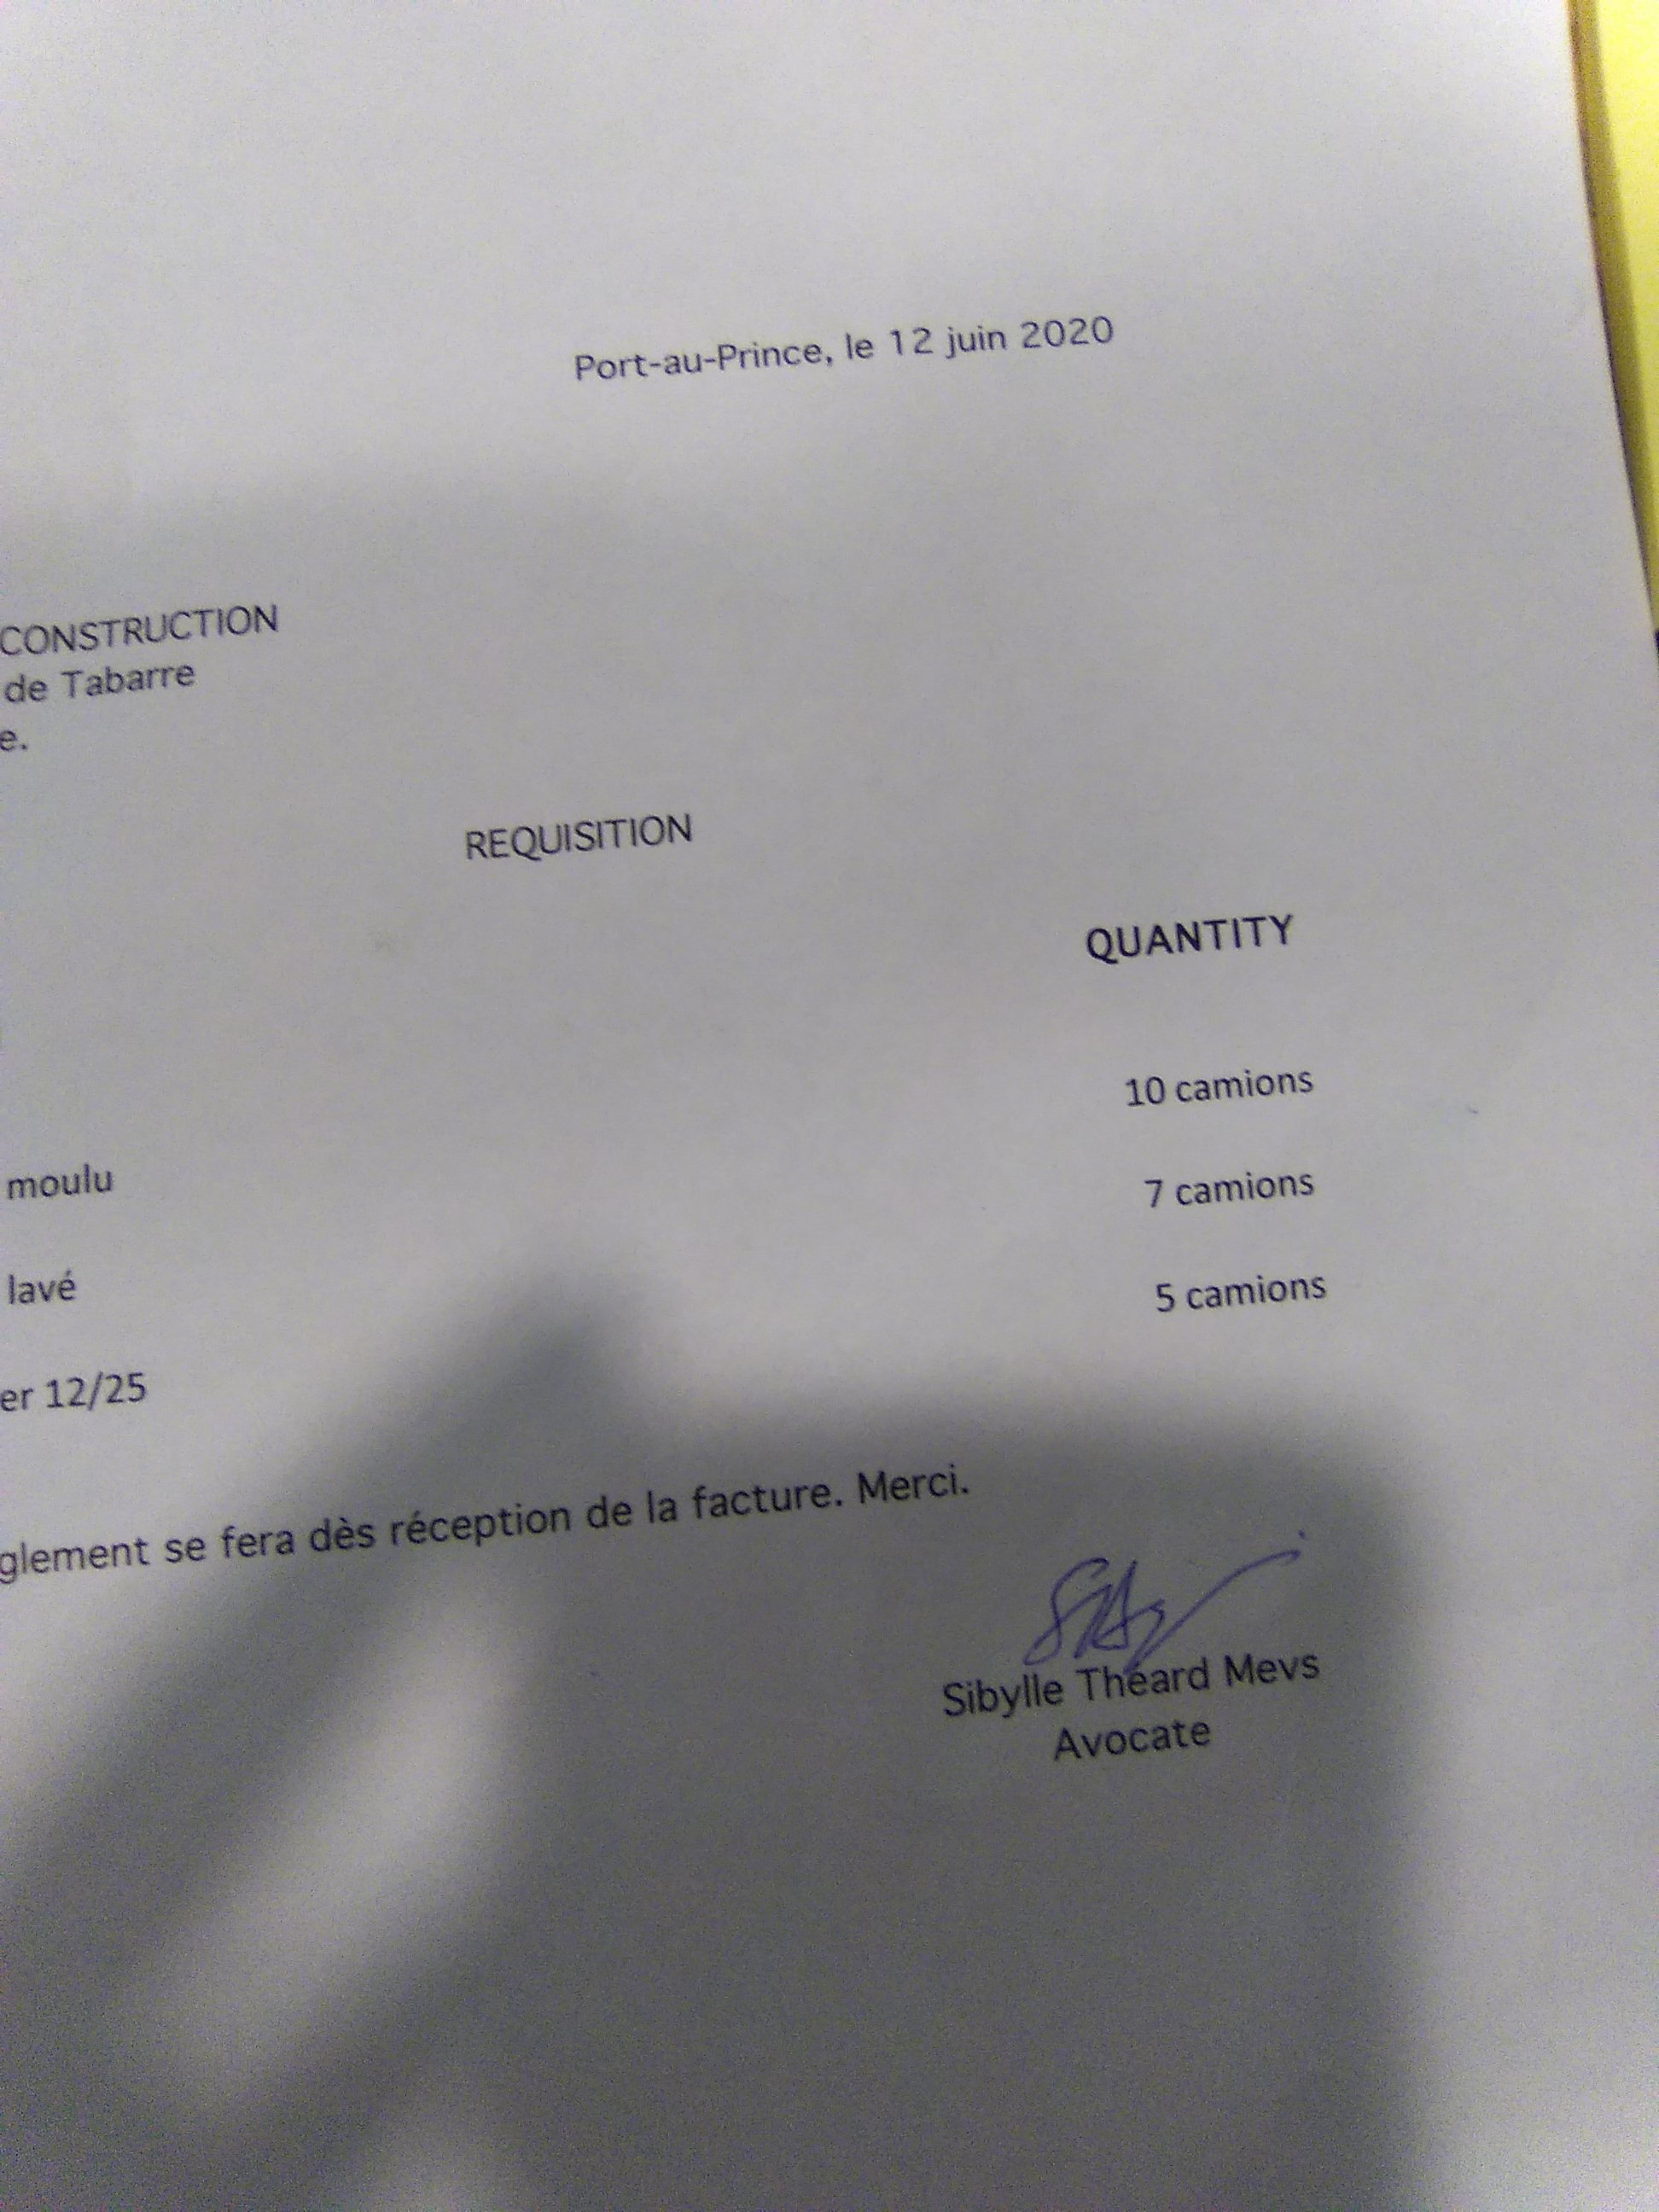 Port-au-Prince, le 12 juin 2020
CONSTRUCTION
de Tabarre
e.
REQUISITION
QUANTITY
10 camions
moulu
7 camions
lavé
5 camions
er 12/25
glement se fera dès réception de la facture. Merci.
Sibylle Théard Mevs
Avocate